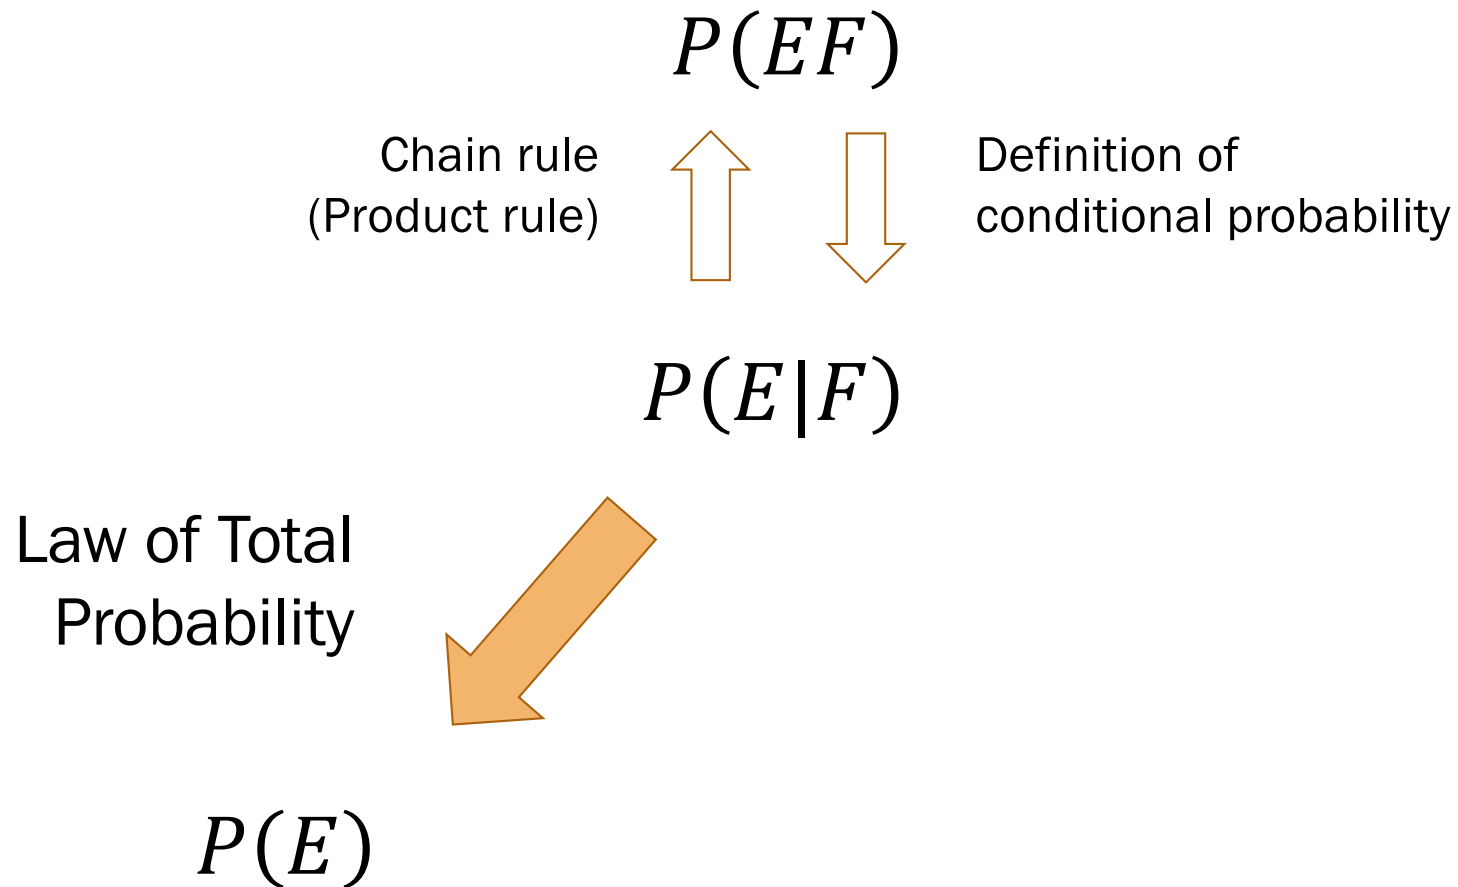 P(EF)
Chain rule
(Product rule)
Definition of
conditional probability
P(E|F)
Law of Total
Probability
P(E)